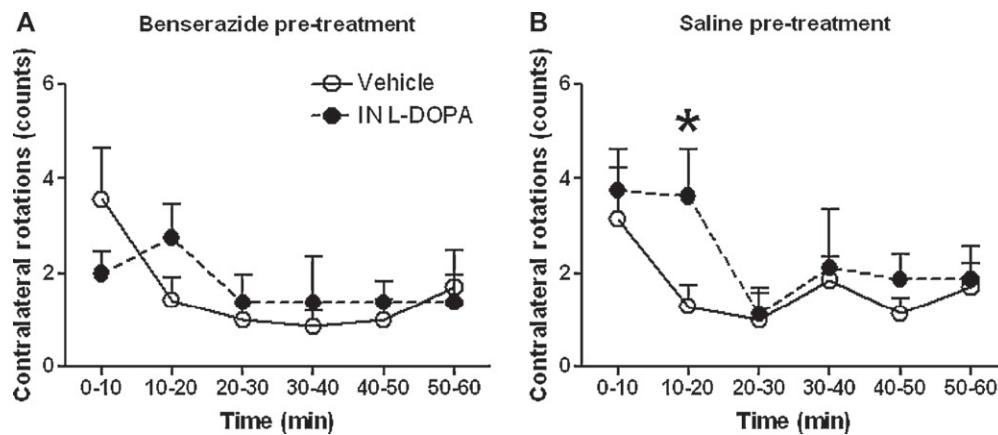 A Benserazide pre-treatment
Contralateral rotations (counts)
6
4
2
0
Vehicle
IN L-DOPA
0-10 10-20 20-30 30-40 40-50 50-60
Time (min)
B Saline pre-treatment
Contralateral rotations (counts)
6
4
2
0
*
0-10 10-20 20-30 30-40 40-50 50-60
Time (min)